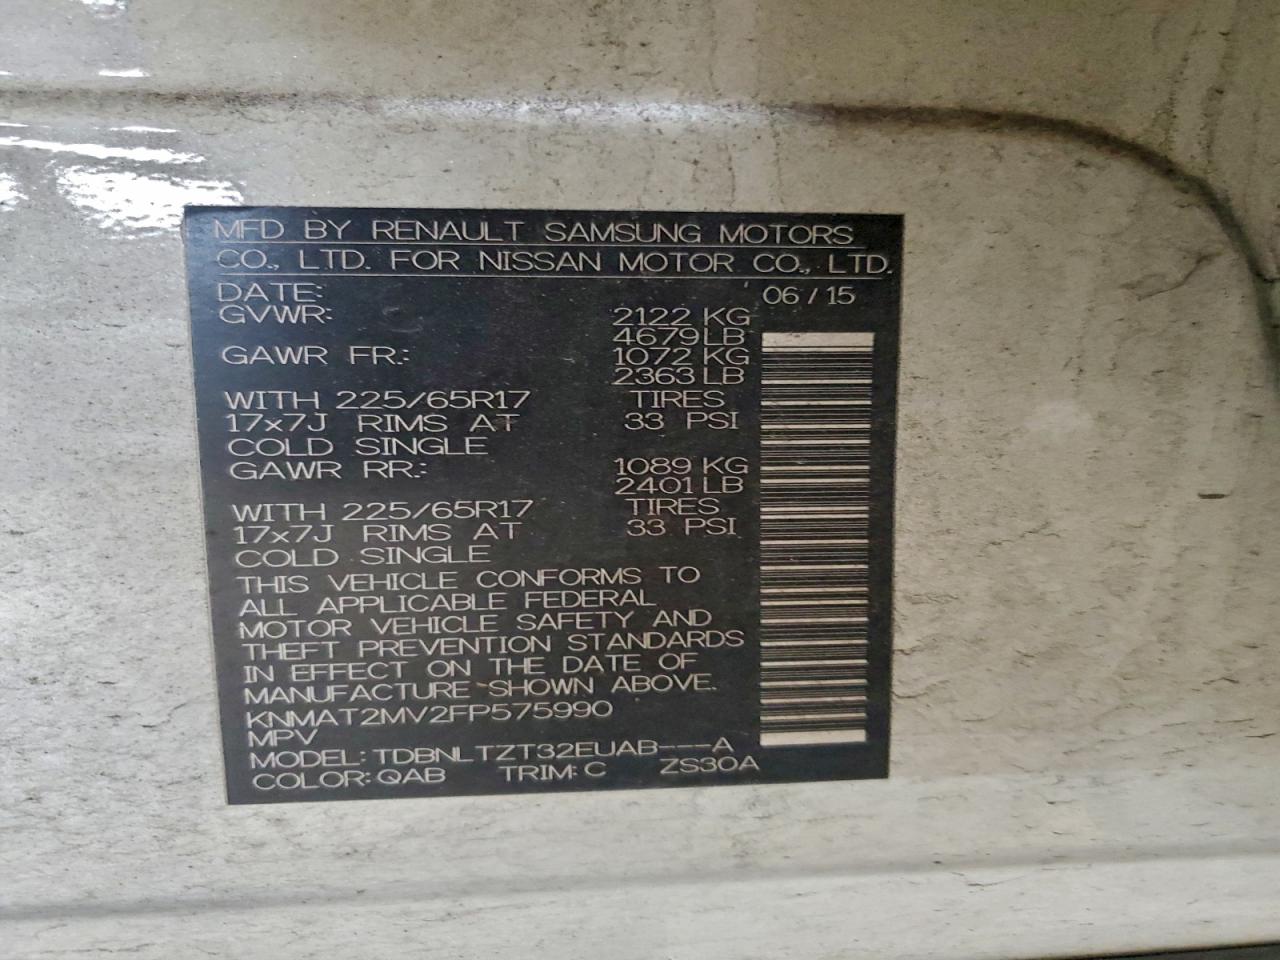 MFD BY RENAULT SAMSUNG MOTORS
CO., LTD. FOR NISSAN MOTOR CO., LTD.
DATE: 06/15
GVWR: 2122 KG
4679 LB
GAWR FR.: 1072 KG
2363 LB
WITH 225/65R17 TIRES
17x7J RIMS AT 33 PSI
COLD SINGLE
GAWR RR.: 1089 KG
2401 LB
WITH 225/65R17 TIRES
17x7J RIMS AT 33 PSI
COLD SINGLE
THIS VEHICLE CONFORMS TO
ALL APPLICABLE FEDERAL
MOTOR VEHICLE SAFETY AND
THEFT PREVENTION STANDARDS
IN EFFECT ON THE DATE OF
MANUFACTURE SHOWN ABOVE.
KNMAT2MV2FP575990
MPV
MODEL: TDBNLTZT32EUAB---A
COLOR: QAB TRIM: C ZS30A